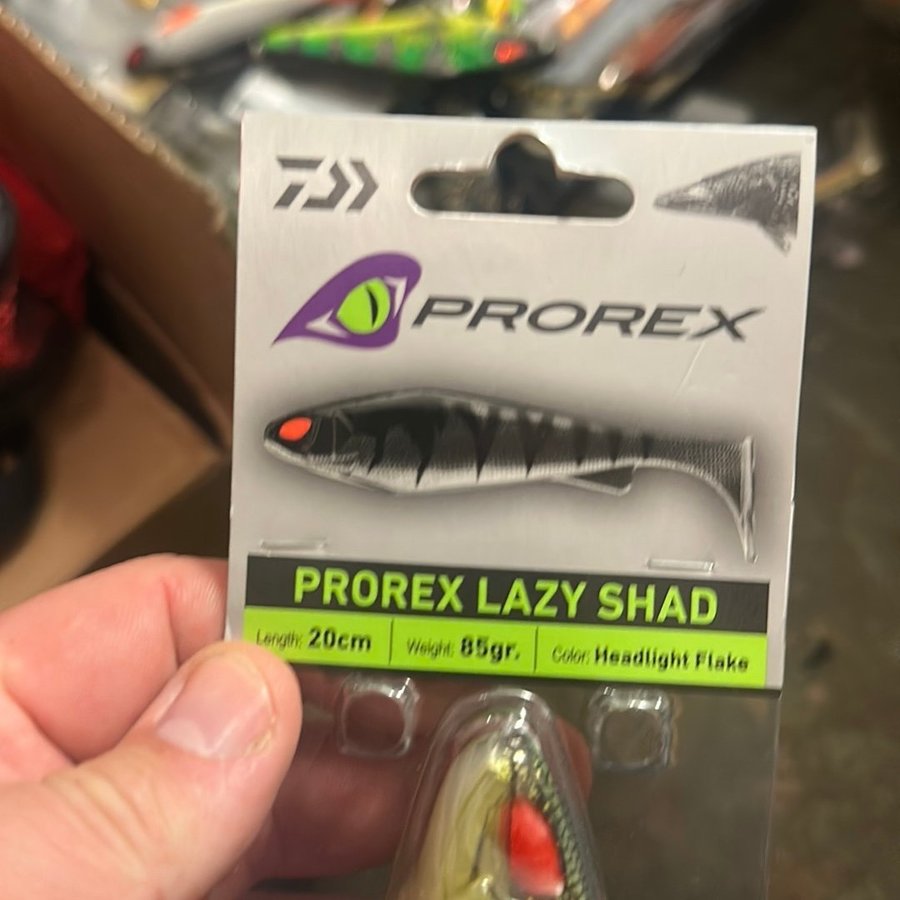 PROREX
PROREX LAZY SHAD
Length: 20cm Weight: 85gr. Color: Headlight Flake